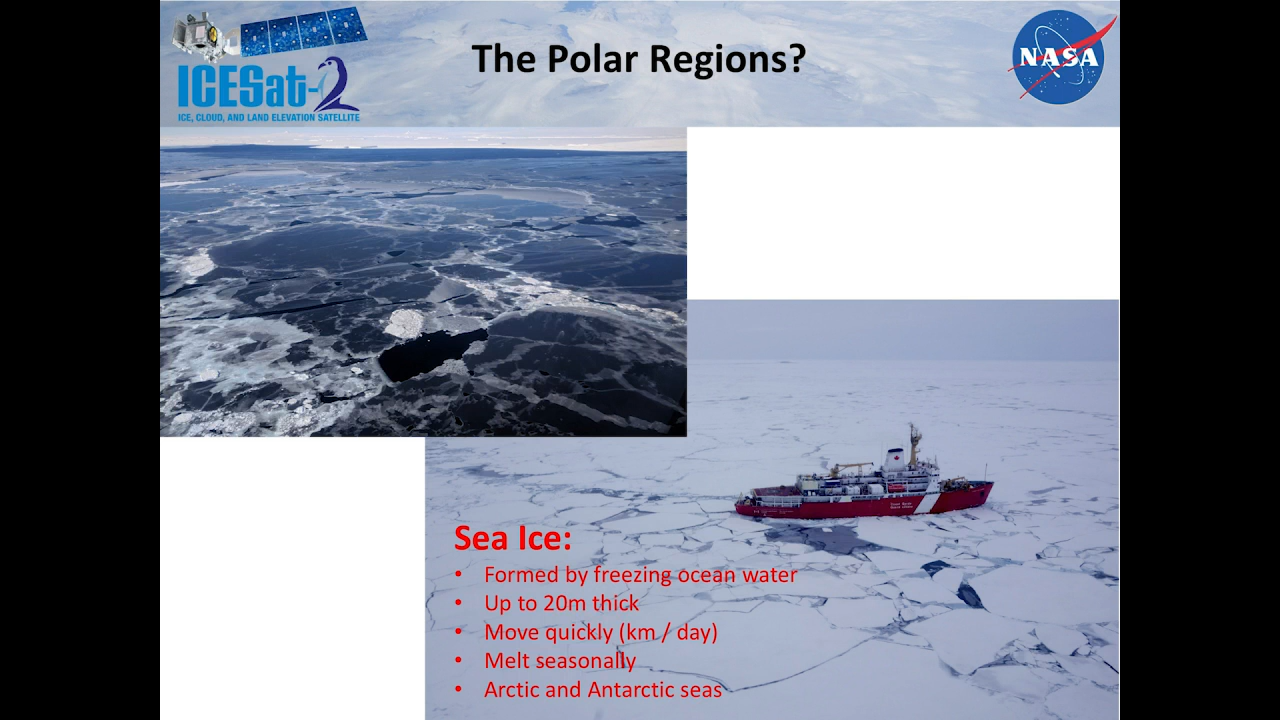 The Polar Regions?
ICESat-2
ICE, CLOUD, AND LAND ELEVATION SATELLITE
NASA
Sea Ice:
• Formed by freezing ocean water
• Up to 20m thick
• Move quickly (km / day)
• Melt seasonally
• Arctic and Antarctic seas